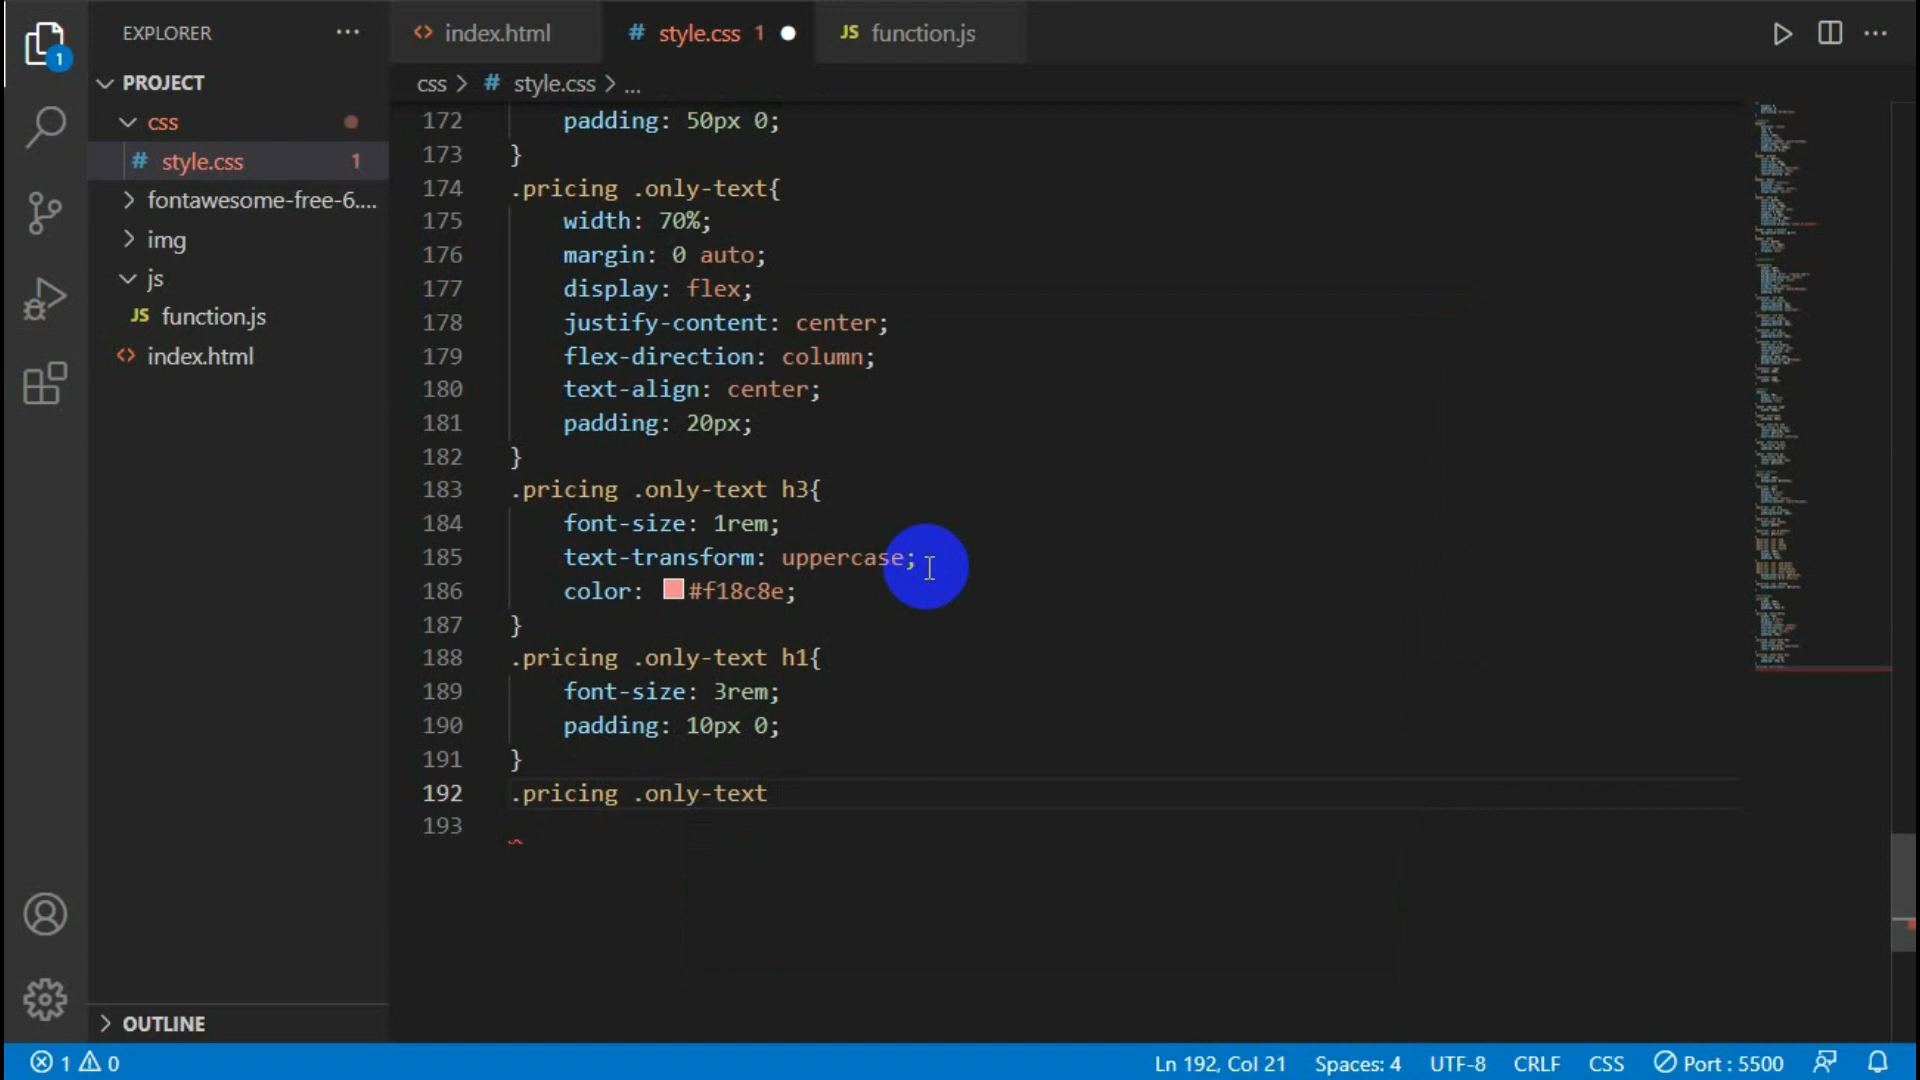 EXPLORER
PROJECT
css
# style.css 1
fontawesome-free-6....
img
js
JS function.js
<> index.html
OUTLINE
1
<> index.html # style.css 1 JS function.js
css > # style.css > ...
172 padding: 50px 0;
173 }
174 .pricing .only-text{
175 width: 70%;
176 margin: 0 auto;
177 display: flex;
178 justify-content: center;
179 flex-direction: column;
180 text-align: center;
181 padding: 20px;
182 }
183 .pricing .only-text h3{
184 font-size: 1rem;
185 text-transform: uppercase;
186 color: #f18c8e;
187 }
188 .pricing .only-text h1{
189 font-size: 3rem;
190 padding: 10px 0;
191 }
192 .pricing .only-text
193
1 0 Ln 192, Col 21 Spaces: 4 UTF-8 CRLF CSS Port : 5500